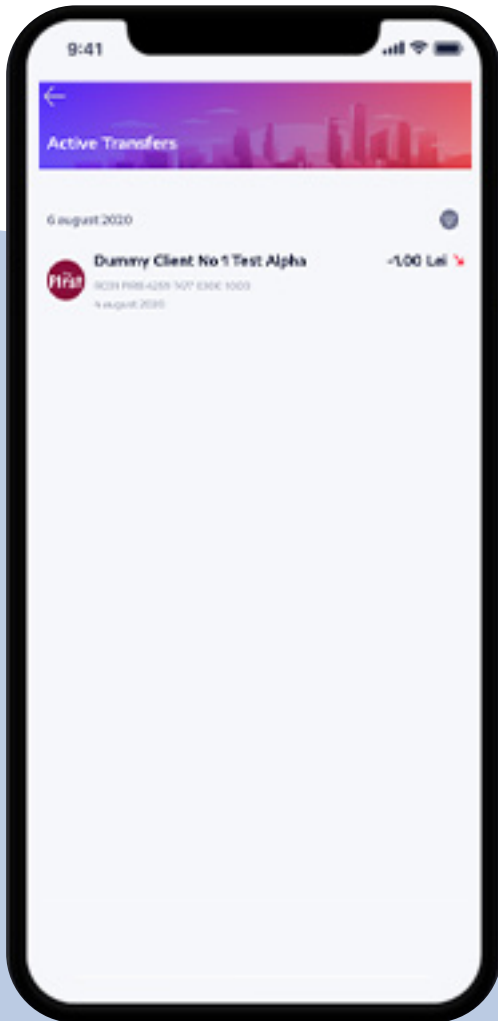 9:41
Active Transfers
6 august 2020
Dummy Client No 1 Test Alpha
-1.00 Lei
First
4 august 2020